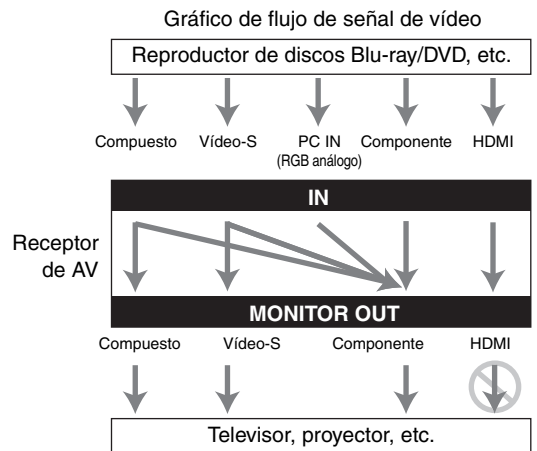 Gráfico de flujo de señal de vídeo
Reproductor de discos Blu-ray/DVD, etc.
Compuesto Vídeo-S PC IN Componente HDMI
(RGB análogo)
IN
Receptor
de AV
MONITOR OUT
Compuesto Vídeo-S Componente HDMI
Televisor, proyector, etc.